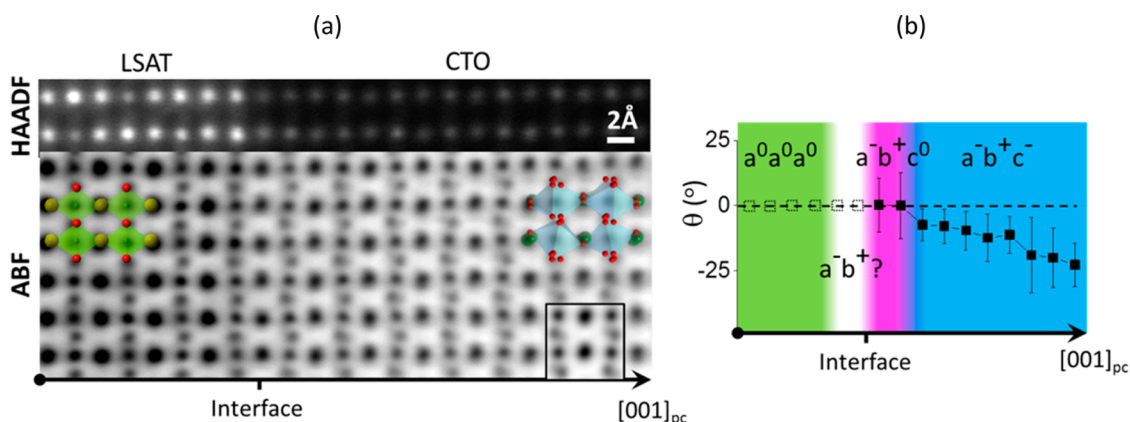 (a)
(b)
LSAT
CTO
HAADF
2Å
ABF
Interface
[001]pc
25
0
-25
θ (°)
a⁰a⁰a⁰
a⁻b⁺c⁰
a⁻b⁺c⁻
a⁻b⁺?
Interface
[001]pc